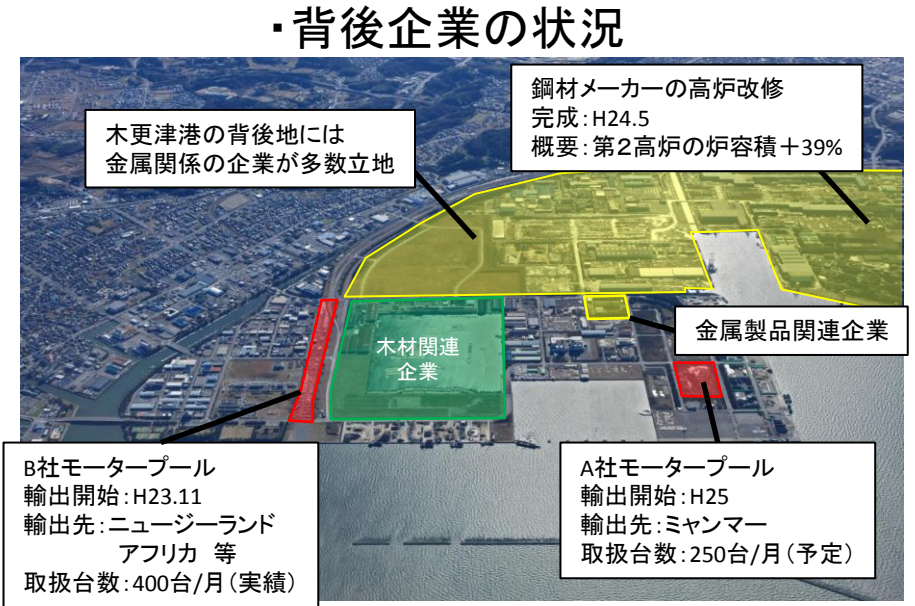 ・背後企業の状況
木更津港の背後地には
金属関係の企業が多数立地
鋼材メーカーの高炉改修
完成：H24.5
概要：第２高炉の炉容積＋39%
木材関連
企業
金属製品関連企業
B社モータープール
輸出開始：H23.11
輸出先：ニュージーランド
アフリカ 等
取扱台数：400台/月（実績）
A社モータープール
輸出開始：H25
輸出先：ミャンマー
取扱台数：250台/月（予定）